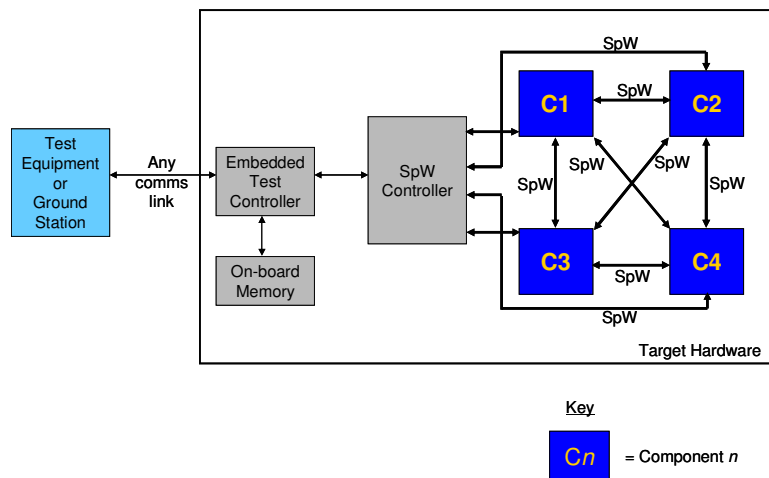 SpW
C1
SpW
C2
Test
Equipment
or
Ground
Station
Any
comms
link
Embedded
Test
Controller
SpW
Controller
SpW
SpW
SpW
SpW
On-board
Memory
C3
SpW
C4
SpW
Target Hardware
Key
Cn
= Component n